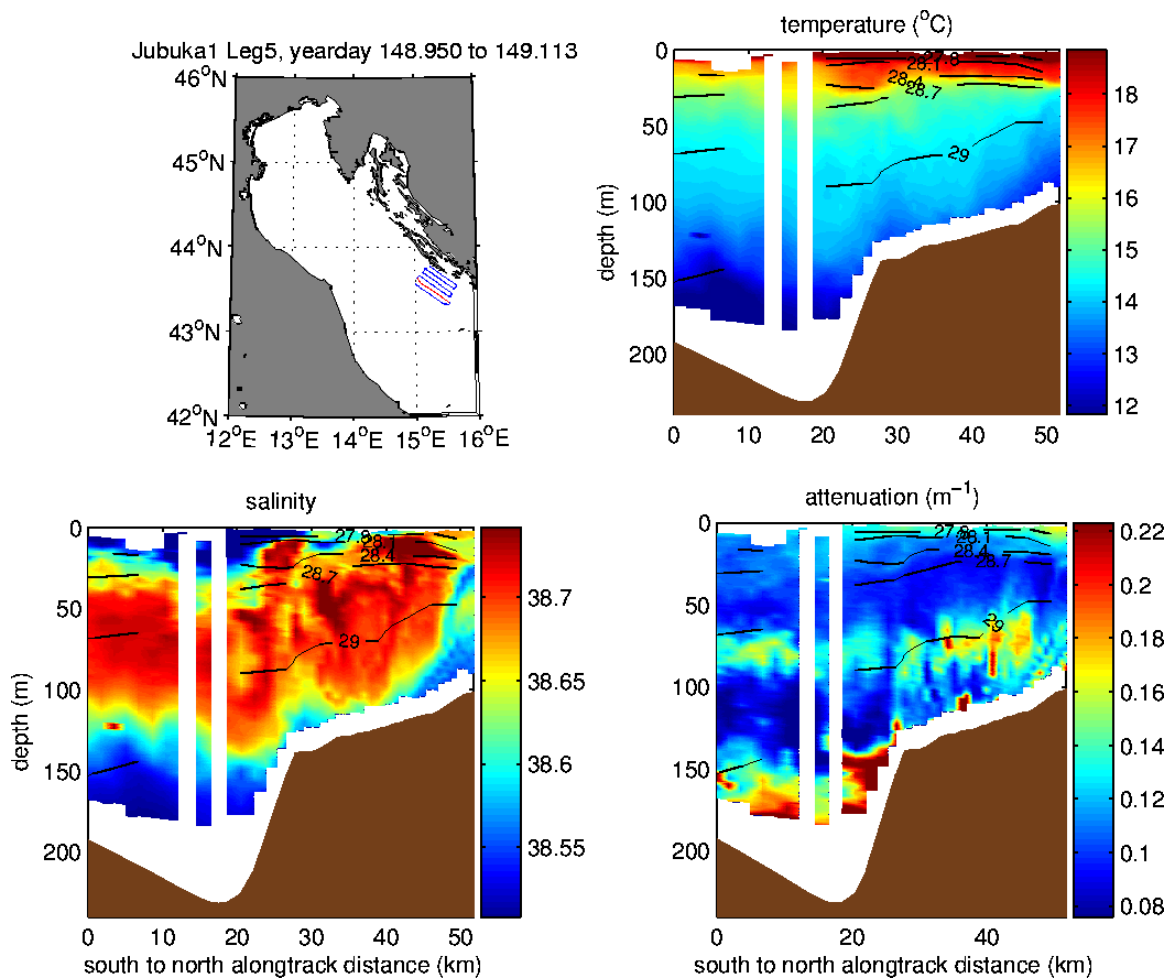 Jubuka1 Leg5, yearday 148.950 to 149.113
46°N
45°N
44°N
43°N
42°N
12°E 13°E 14°E 15°E 16°E
temperature (°C)
0
50
100
150
200
depth (m)
27.8
28.1
28.4
28.7
29
0 10 20 30 40 50
18
17
16
15
14
13
12
salinity
0
50
100
150
200
depth (m)
27.8
28.1
28.4
28.7
29
0 10 20 30 40 50
south to north alongtrack distance (km)
38.7
38.65
38.6
38.55
attenuation (m⁻¹)
0
50
100
150
200
27.8
28.1
28.4
28.7
29
0 20 40
south to north alongtrack distance (km)
0.22
0.2
0.18
0.16
0.14
0.12
0.1
0.08